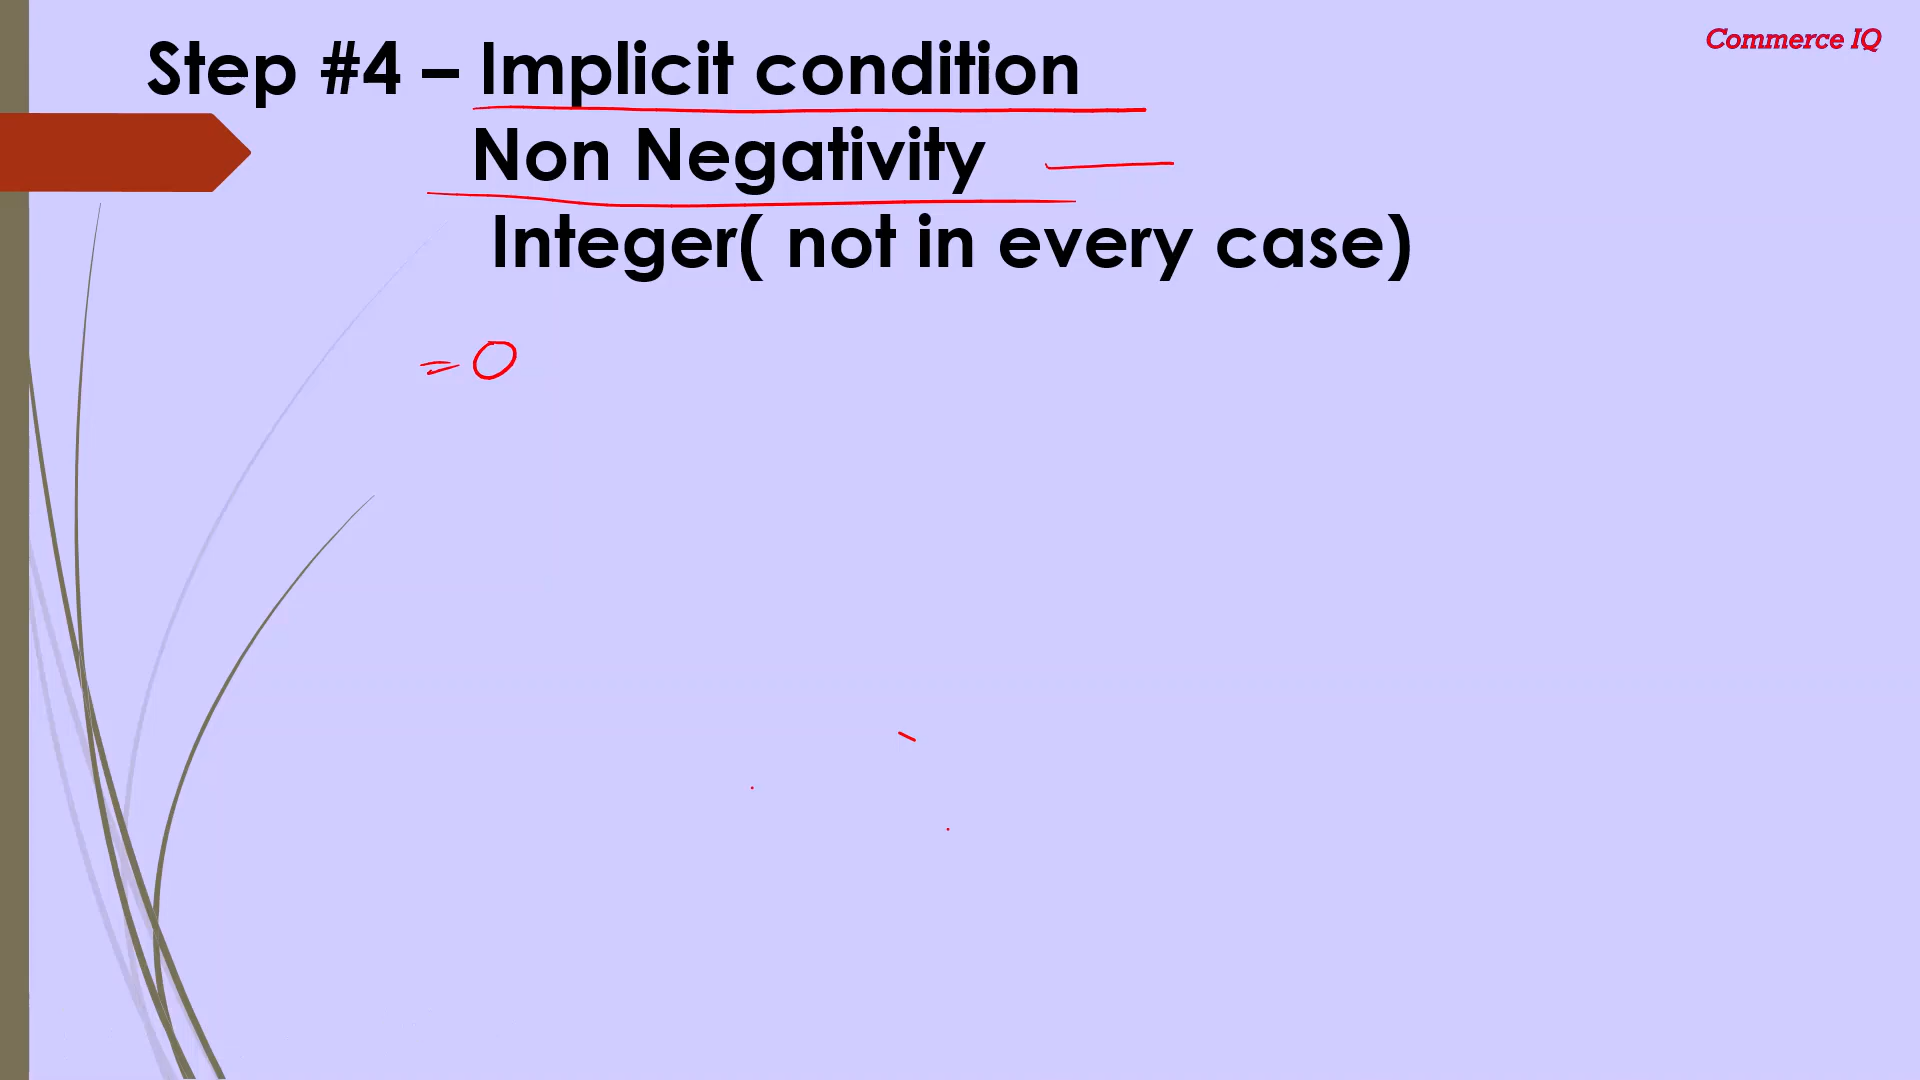 Step #4 – Implicit condition
Commerce IQ
Non Negativity
Integer( not in every case)
= 0